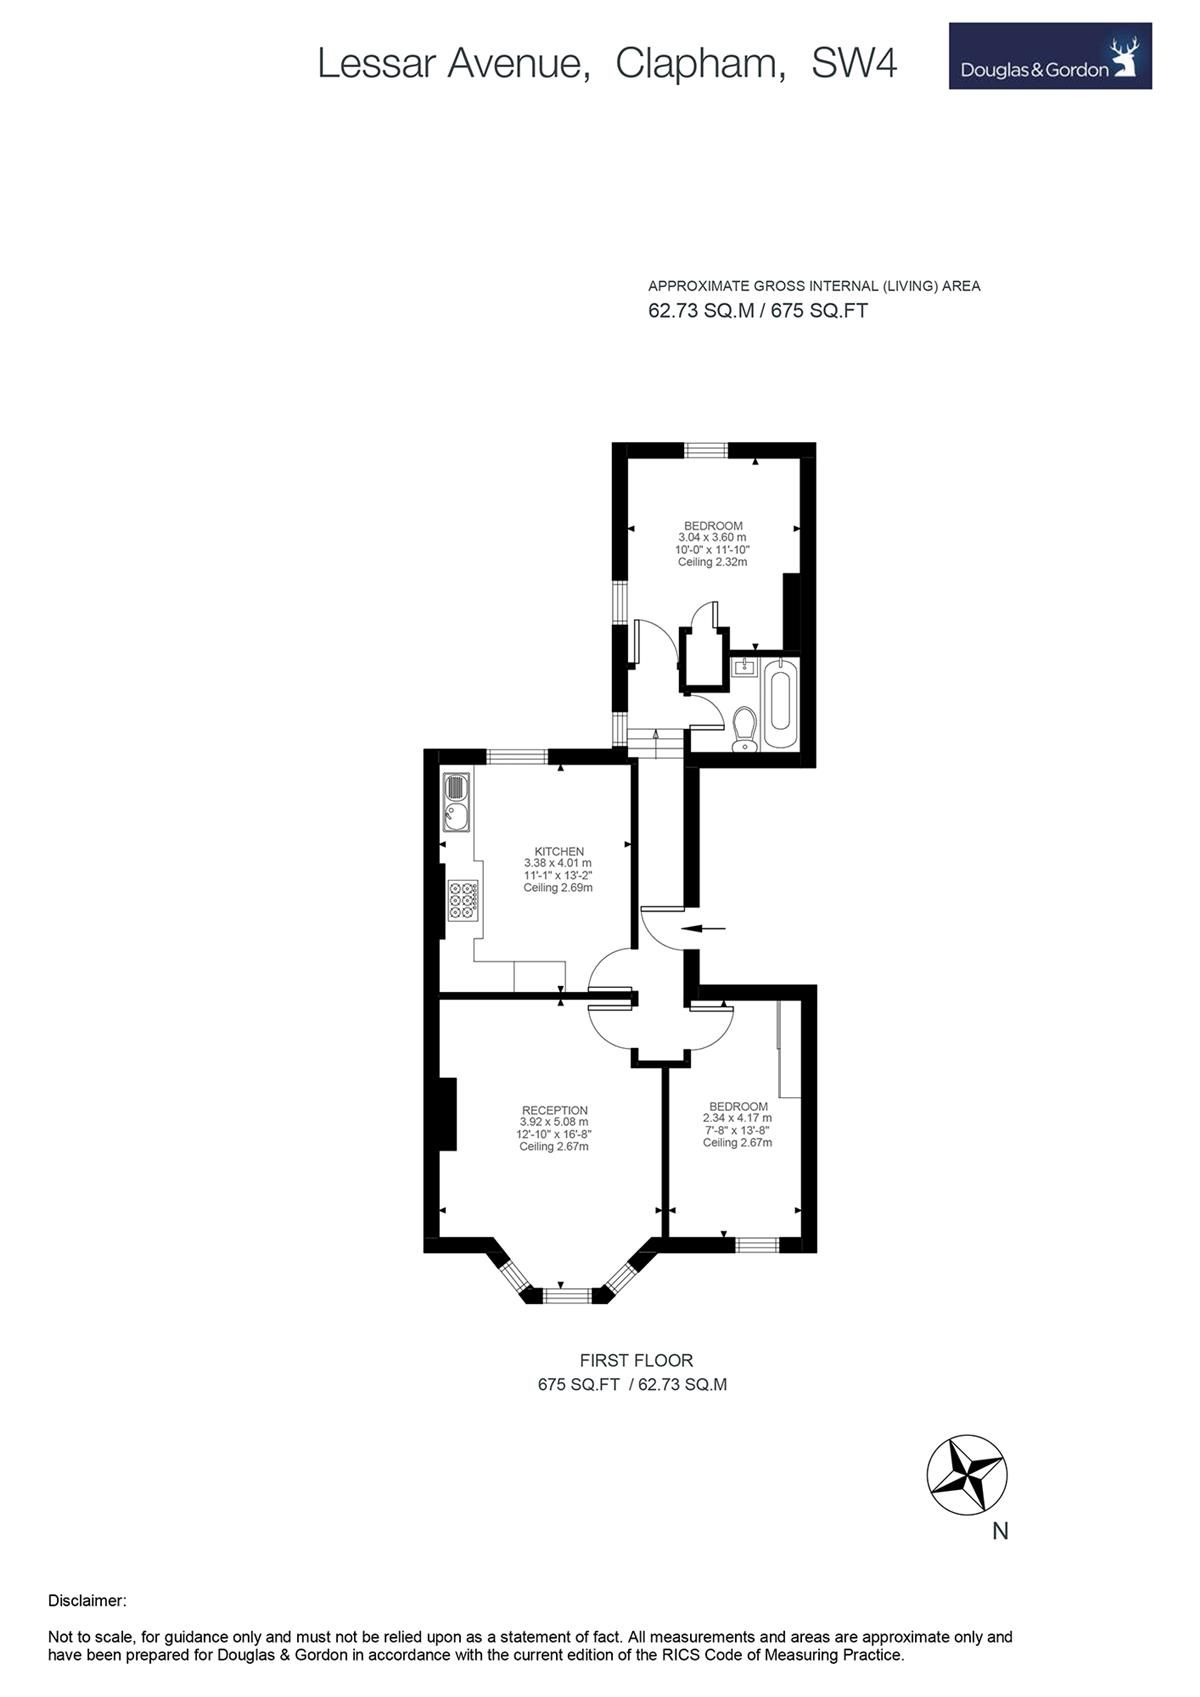 Lessar Avenue, Clapham, SW4
Douglas & Gordon
APPROXIMATE GROSS INTERNAL (LIVING) AREA
62.73 SQ.M / 675 SQ.FT
BEDROOM
3.04 x 3.60 m
10'-0" x 11'-10"
Ceiling 2.32m
KITCHEN
3.38 x 4.01 m
11'-1" x 13'-2"
Ceiling 2.69m
RECEPTION
3.92 x 5.08 m
12'-10" x 16'-8"
Ceiling 2.67m
BEDROOM
2.34 x 4.17 m
7'-8" x 13'-8"
Ceiling 2.67m
FIRST FLOOR
675 SQ.FT / 62.73 SQ.M
N
Disclaimer:
Not to scale, for guidance only and must not be relied upon as a statement of fact. All measurements and areas are approximate only and
have been prepared for Douglas & Gordon in accordance with the current edition of the RICS Code of Measuring Practice.